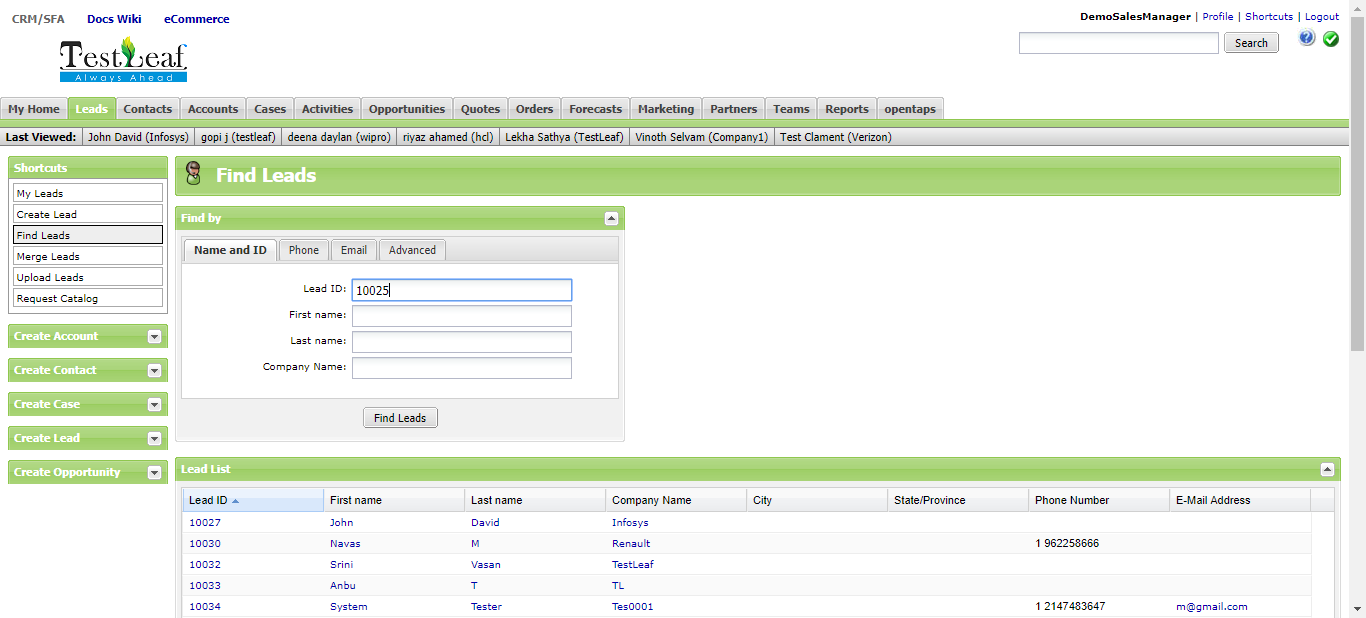 CRM/SFA Docs Wiki eCommerce
DemoSalesManager | Profile | Shortcuts | Logout
TestLeaf
Always Ahead
Search
My Home Leads Contacts Accounts Cases Activities Opportunities Quotes Orders Forecasts Marketing Partners Teams Reports opentaps
Last Viewed: John David (Infosys) gopi j (testleaf) deena daylan (wipro) riyaz ahamed (hcl) Lekha Sathya (TestLeaf) Vinoth Selvam (Company1) Test Clament (Verizon)
Shortcuts
My Leads
Create Lead
Find Leads
Merge Leads
Upload Leads
Request Catalog
Create Account
Create Contact
Create Case
Create Lead
Create Opportunity
Find Leads
Find by
Name and ID Phone Email Advanced
Lead ID: 10025
First name:
Last name:
Company Name:
Find Leads
Lead List
Lead ID First name Last name Company Name City State/Province Phone Number E-Mail Address
10027 John David Infosys
10030 Navas M Renault 1 962258666
10032 Srini Vasan TestLeaf
10033 Anbu T TL
10034 System Tester Tes0001 1 2147483647 m@gmail.com